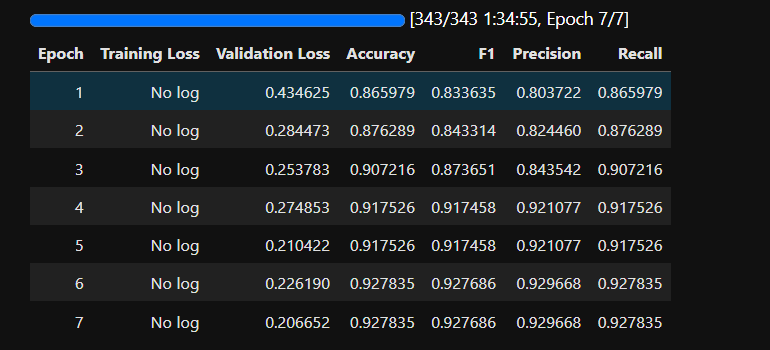 [343/343 1:34:55, Epoch 7/7]
Epoch Training Loss Validation Loss Accuracy F1 Precision Recall
1 No log 0.434625 0.865979 0.833635 0.803722 0.865979
2 No log 0.284473 0.876289 0.843314 0.824460 0.876289
3 No log 0.253783 0.907216 0.873651 0.843542 0.907216
4 No log 0.274853 0.917526 0.917458 0.921077 0.917526
5 No log 0.210422 0.917526 0.917458 0.921077 0.917526
6 No log 0.226190 0.927835 0.927686 0.929668 0.927835
7 No log 0.206652 0.927835 0.927686 0.929668 0.927835